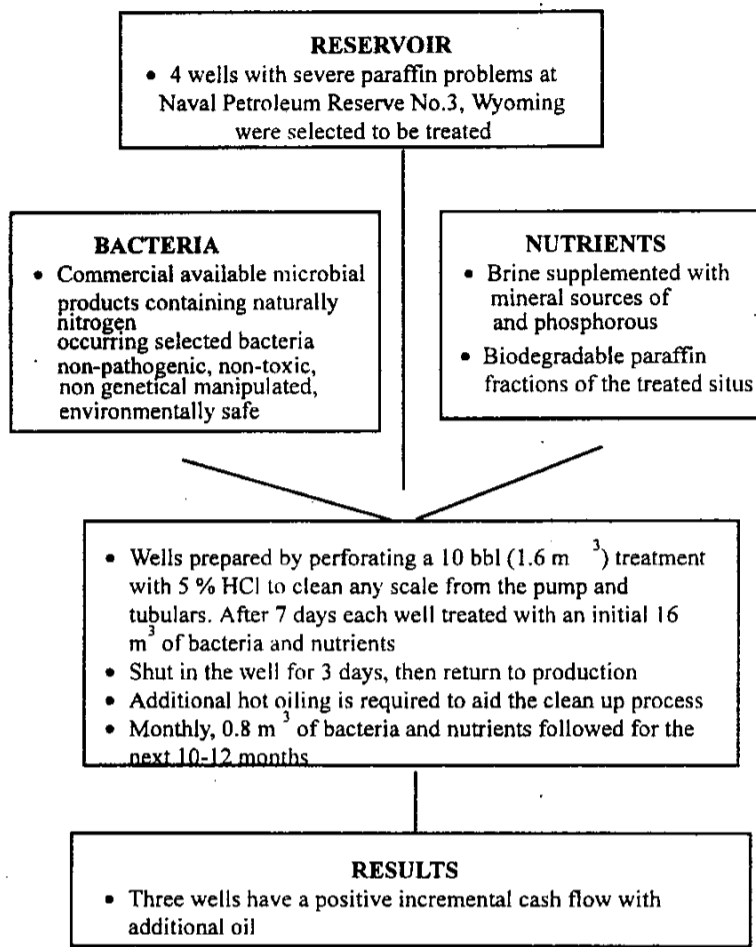 RESERVOIR
• 4 wells with severe paraffin problems at
Naval Petroleum Reserve No.3, Wyoming
were selected to be treated
BACTERIA
• Commercial available microbial
products containing naturally
nitrogen
occurring selected bacteria
non-pathogenic, non-toxic,
non genetical manipulated,
environmentally safe
NUTRIENTS
• Brine supplemented with
mineral sources of
and phosphorous
• Biodegradable paraffin
fractions of the treated situs
• Wells prepared by perforating a 10 bbl (1.6 m ³) treatment
with 5 % HCl to clean any scale from the pump and
tubulars. After 7 days each well treated with an initial 16
m³ of bacteria and nutrients
• Shut in the well for 3 days, then return to production
• Additional hot oiling is required to aid the clean up process
• Monthly, 0.8 m³ of bacteria and nutrients followed for the
next 10-12 months
RESULTS
• Three wells have a positive incremental cash flow with
additional oil